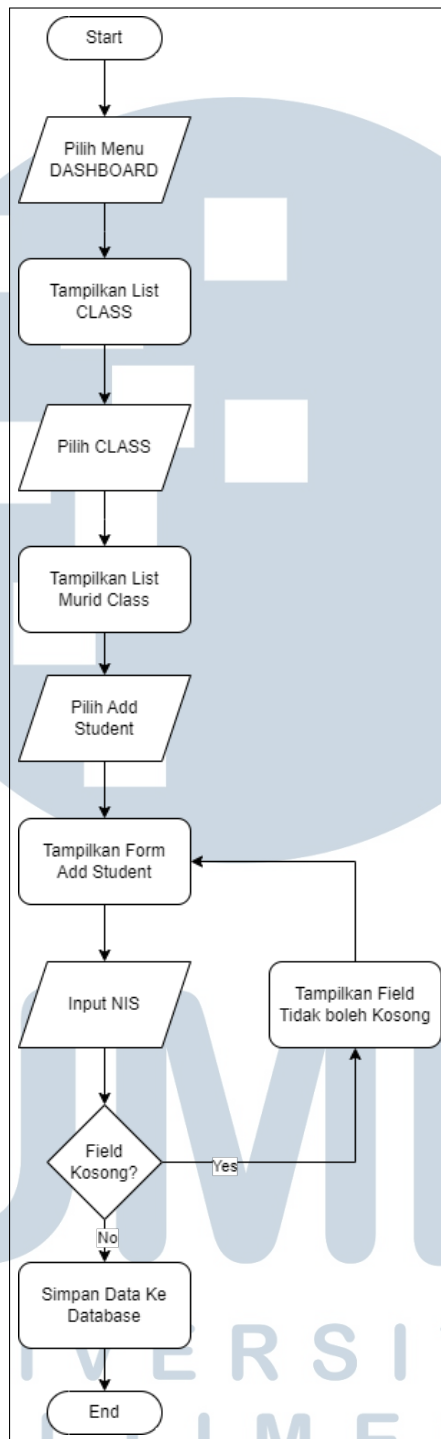 Start
Pilih Menu
DASHBOARD
Tampilkan List
CLASS
Pilih CLASS
Tampilkan List
Murid Class
Pilih Add
Student
Tampilkan Form
Add Student
Input NIS
Tampilkan Field
Tidak boleh Kosong
Field
Kosong?
Yes
No
Simpan Data Ke
Database
End